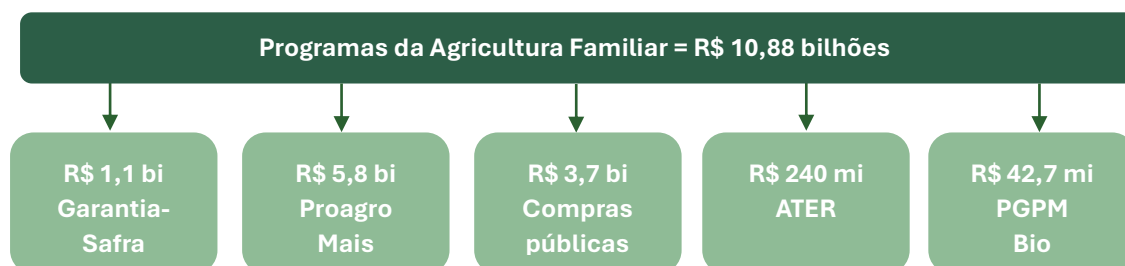 Programas da Agricultura Familiar = R$ 10,88 bilhões
R$ 1,1 bi
Garantia-
Safra
R$ 5,8 bi
Proagro
Mais
R$ 3,7 bi
Compras
públicas
R$ 240 mi
ATER
R$ 42,7 mi
PGPM
Bio